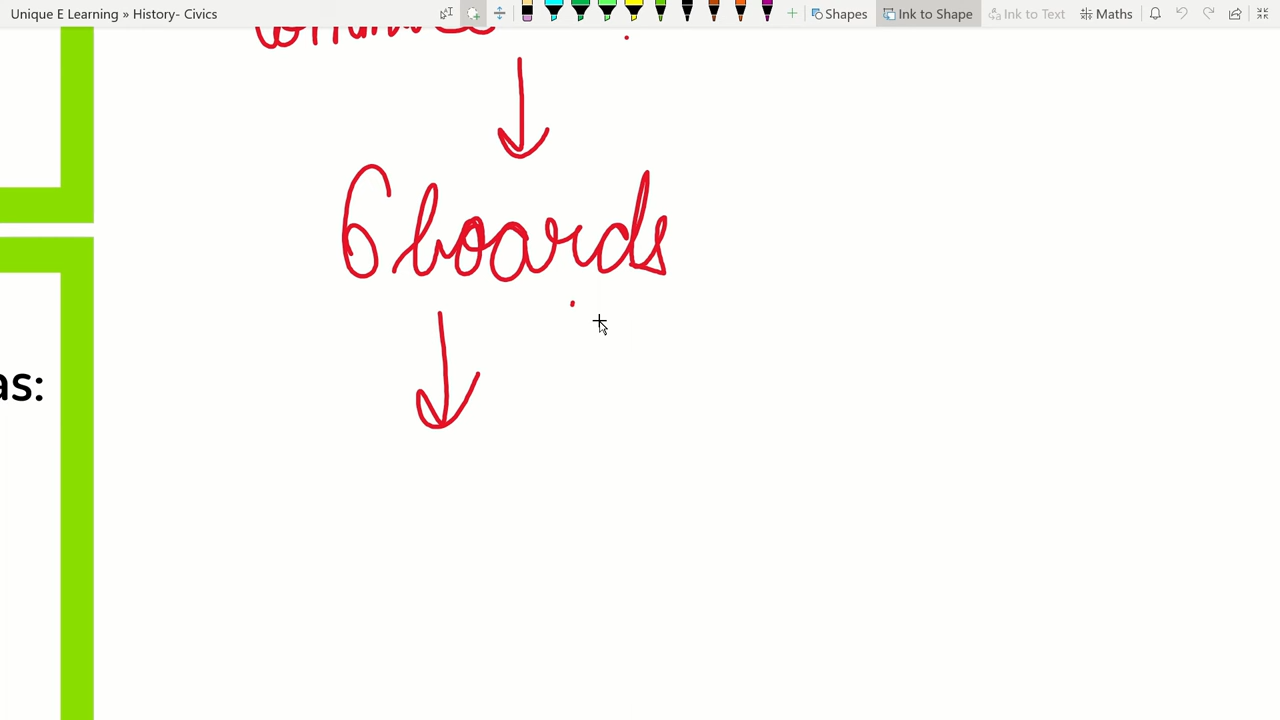 Unique E Learning » History- Civics
Shapes Ink to Shape Ink to Text Maths
6 boards
as: